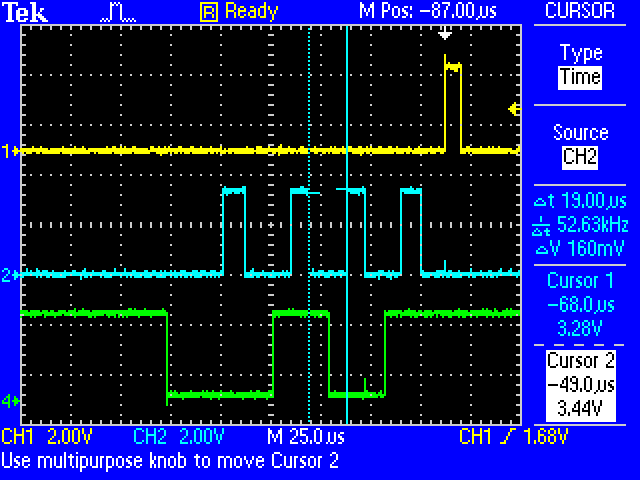 Tek R Ready M Pos: -87.00µs CURSOR
Type
Time
Source
CH2
Δt 19.00µs
1/Δt 52.63kHz
ΔV 160mV
Cursor 1
-68.0µs
3.28V
Cursor 2
-49.0µs
3.44V
1
2
4
CH1 2.00V CH2 2.00V M 25.0µs CH1 / 1.68V
Use multipurpose knob to move Cursor 2